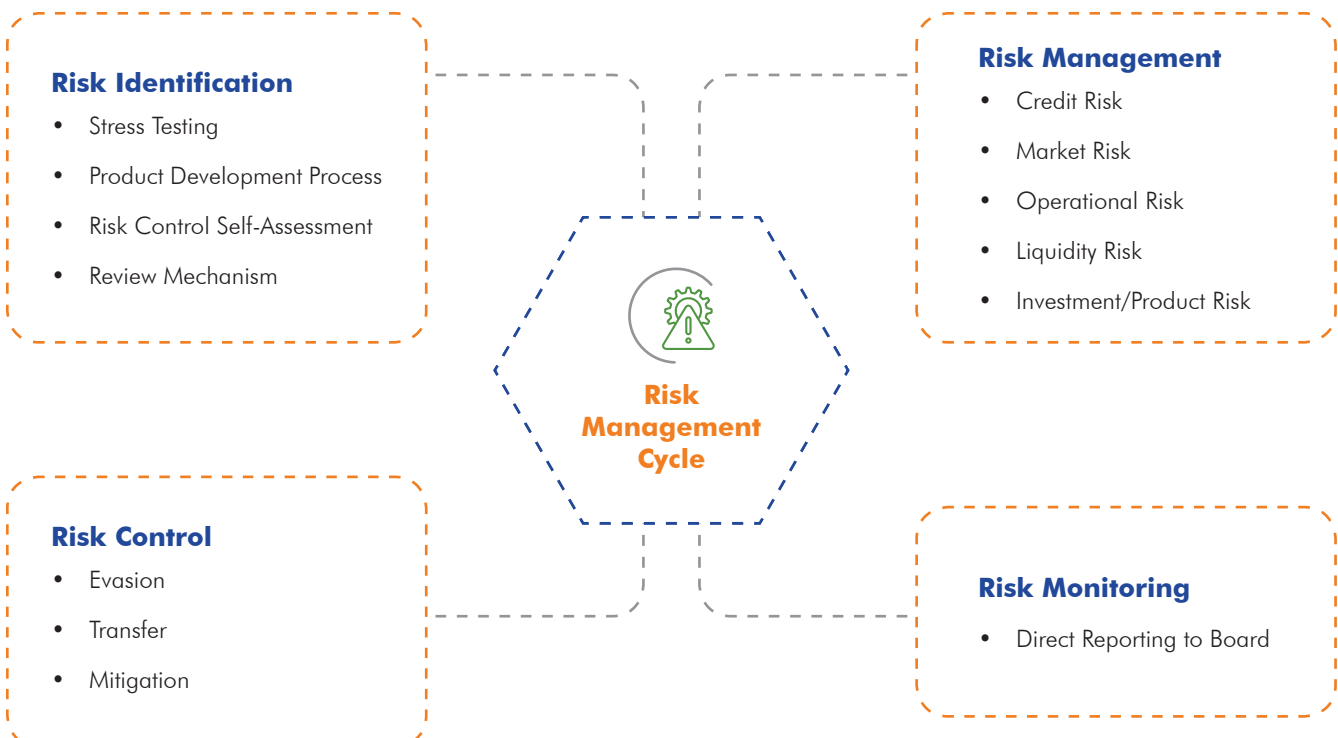 Risk Identification
• Stress Testing
• Product Development Process
• Risk Control Self-Assessment
• Review Mechanism
Risk Management
• Credit Risk
• Market Risk
• Operational Risk
• Liquidity Risk
• Investment/Product Risk
Risk
Management
Cycle
Risk Control
• Evasion
• Transfer
• Mitigation
Risk Monitoring
• Direct Reporting to Board